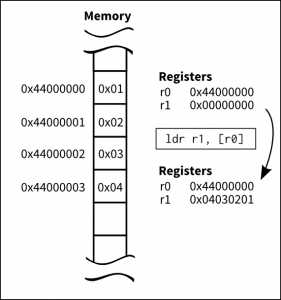 Memory
0x44000000 0x01
0x44000001 0x02
0x44000002 0x03
0x44000003 0x04
Registers
r0 0x44000000
r1 0x00000000
ldr r1, [r0]
Registers
r0 0x44000000
r1 0x04030201